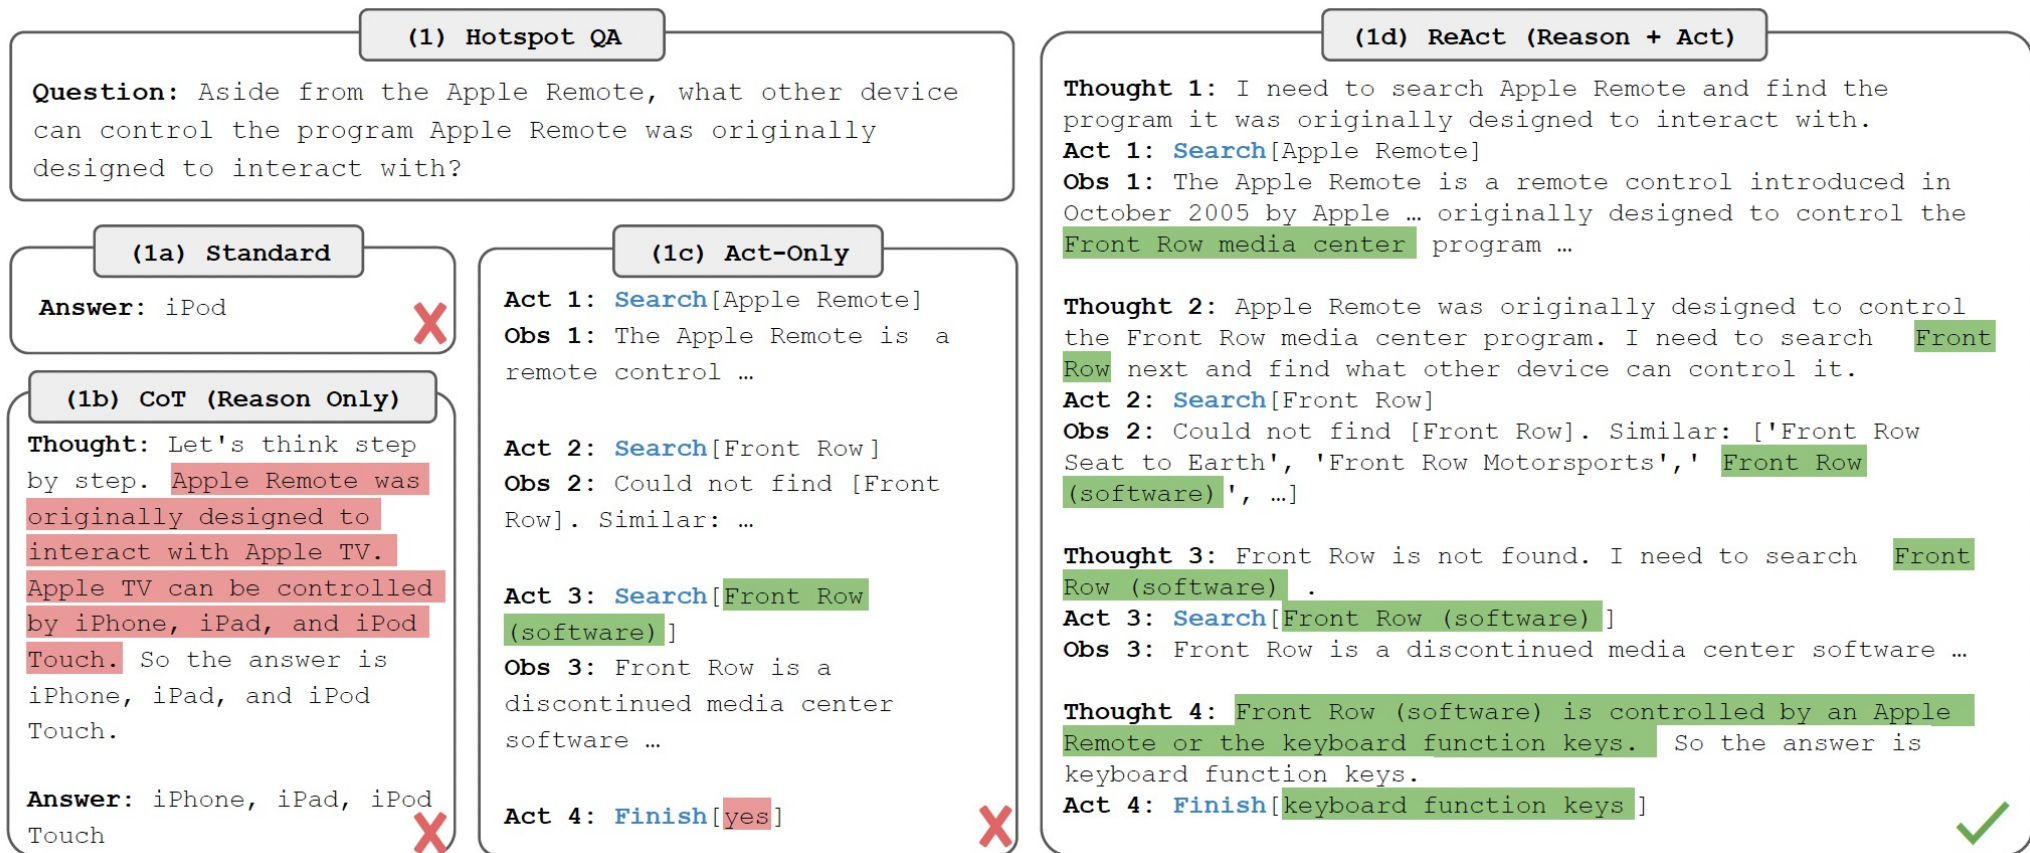 (1) Hotspot QA
Question: Aside from the Apple Remote, what other device
can control the program Apple Remote was originally
designed to interact with?
(1a) Standard
Answer: iPod
(1b) CoT (Reason Only)
Thought: Let's think step
by step. Apple Remote was
originally designed to
interact with Apple TV.
Apple TV can be controlled
by iPhone, iPad, and iPod
Touch. So the answer is
iPhone, iPad, and iPod
Touch.
Answer: iPhone, iPad, iPod
Touch
(1c) Act-Only
Act 1: Search[Apple Remote]
Obs 1: The Apple Remote is a
remote control …
Act 2: Search[Front Row]
Obs 2: Could not find [Front
Row]. Similar: …
Act 3: Search[Front Row
(software)]
Obs 3: Front Row is a
discontinued media center
software …
Act 4: Finish[yes]
(1d) ReAct (Reason + Act)
Thought 1: I need to search Apple Remote and find the
program it was originally designed to interact with.
Act 1: Search[Apple Remote]
Obs 1: The Apple Remote is a remote control introduced in
October 2005 by Apple … originally designed to control the
Front Row media center program …
Thought 2: Apple Remote was originally designed to control
the Front Row media center program. I need to search Front
Row next and find what other device can control it.
Act 2: Search[Front Row]
Obs 2: Could not find [Front Row]. Similar: ['Front Row
Seat to Earth', 'Front Row Motorsports',' Front Row
(software)', …]
Thought 3: Front Row is not found. I need to search Front
Row (software) .
Act 3: Search[Front Row (software)]
Obs 3: Front Row is a discontinued media center software …
Thought 4: Front Row (software) is controlled by an Apple
Remote or the keyboard function keys. So the answer is
keyboard function keys.
Act 4: Finish[keyboard function keys]